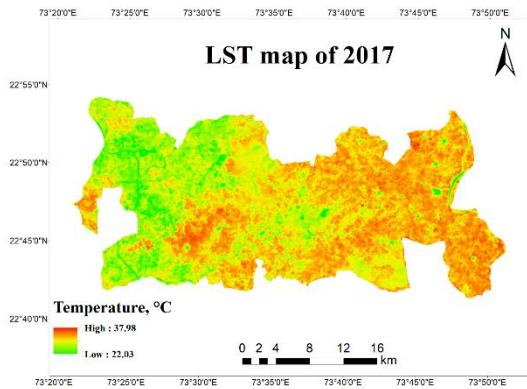 73°20'0"E 73°25'0"E 73°30'0"E 73°35'0"E 73°40'0"E 73°45'0"E 73°50'0"E
LST map of 2017
N
22°55'0"N
22°50'0"N
22°45'0"N
22°40'0"N
Temperature, °C
High : 37.98
Low : 22.03
0 2 4 8 12 16
km
73°20'0"E 73°25'0"E 73°30'0"E 73°35'0"E 73°40'0"E 73°45'0"E 73°50'0"E